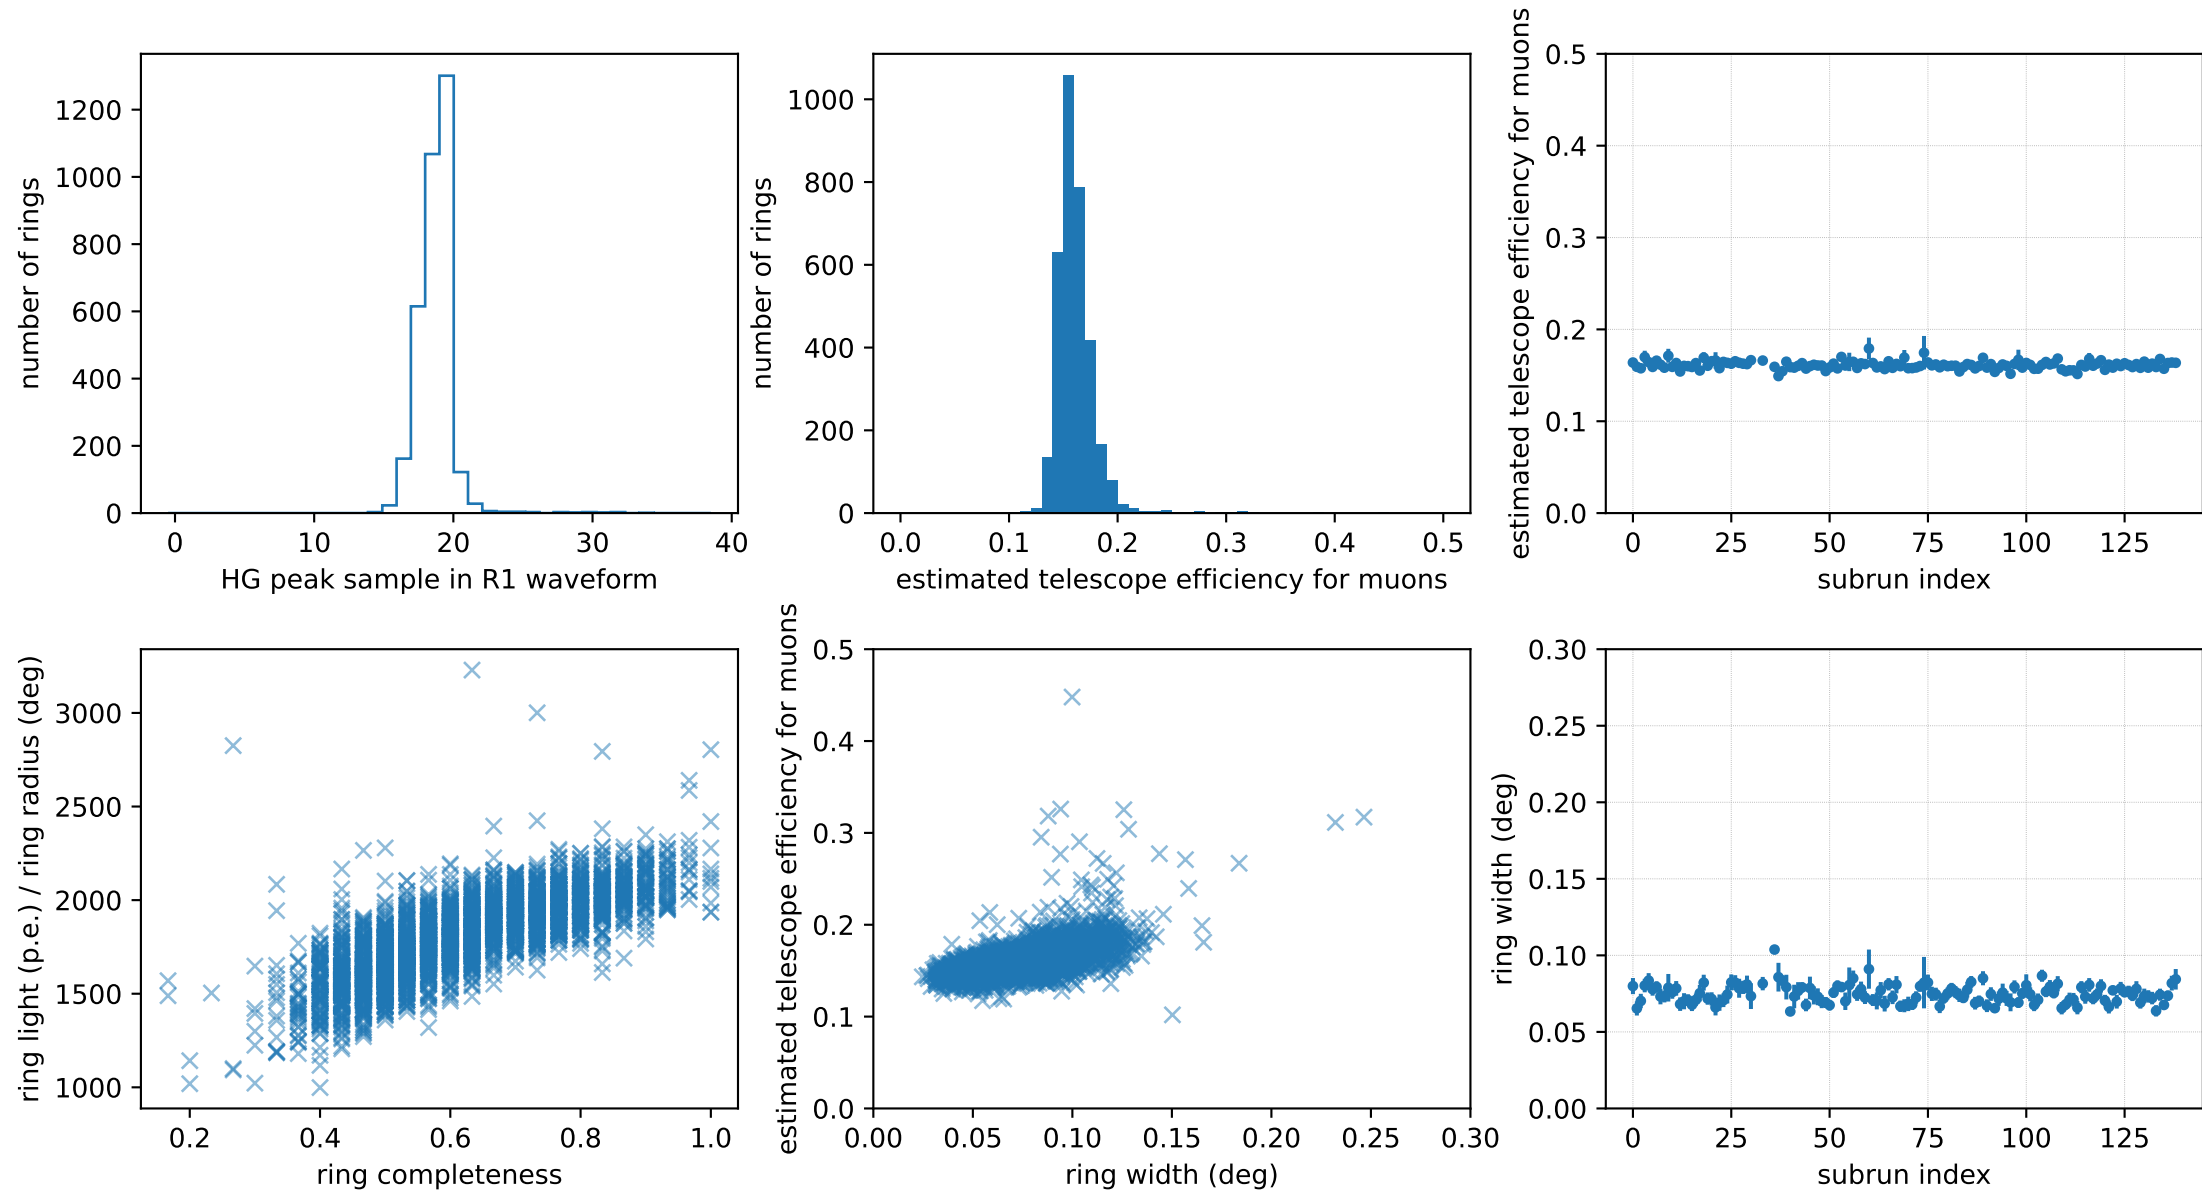 number of rings
1200
1000
800
600
400
200
0
0 10 20 30 40
HG peak sample in R1 waveform
number of rings
1000
800
600
400
200
0
0.0 0.1 0.2 0.3 0.4 0.5
estimated telescope efficiency for muons
estimated telescope efficiency for muons
0.5
0.4
0.3
0.2
0.1
0.0
0 25 50 75 100 125
subrun index
ring light (p.e.) / ring radius (deg)
3000
2500
2000
1500
1000
0.2 0.4 0.6 0.8 1.0
ring completeness
estimated telescope efficiency for muons
0.5
0.4
0.3
0.2
0.1
0.0
0.00 0.05 0.10 0.15 0.20 0.25 0.30
ring width (deg)
ring width (deg)
0.30
0.25
0.20
0.15
0.10
0.05
0.00
0 25 50 75 100 125
subrun index